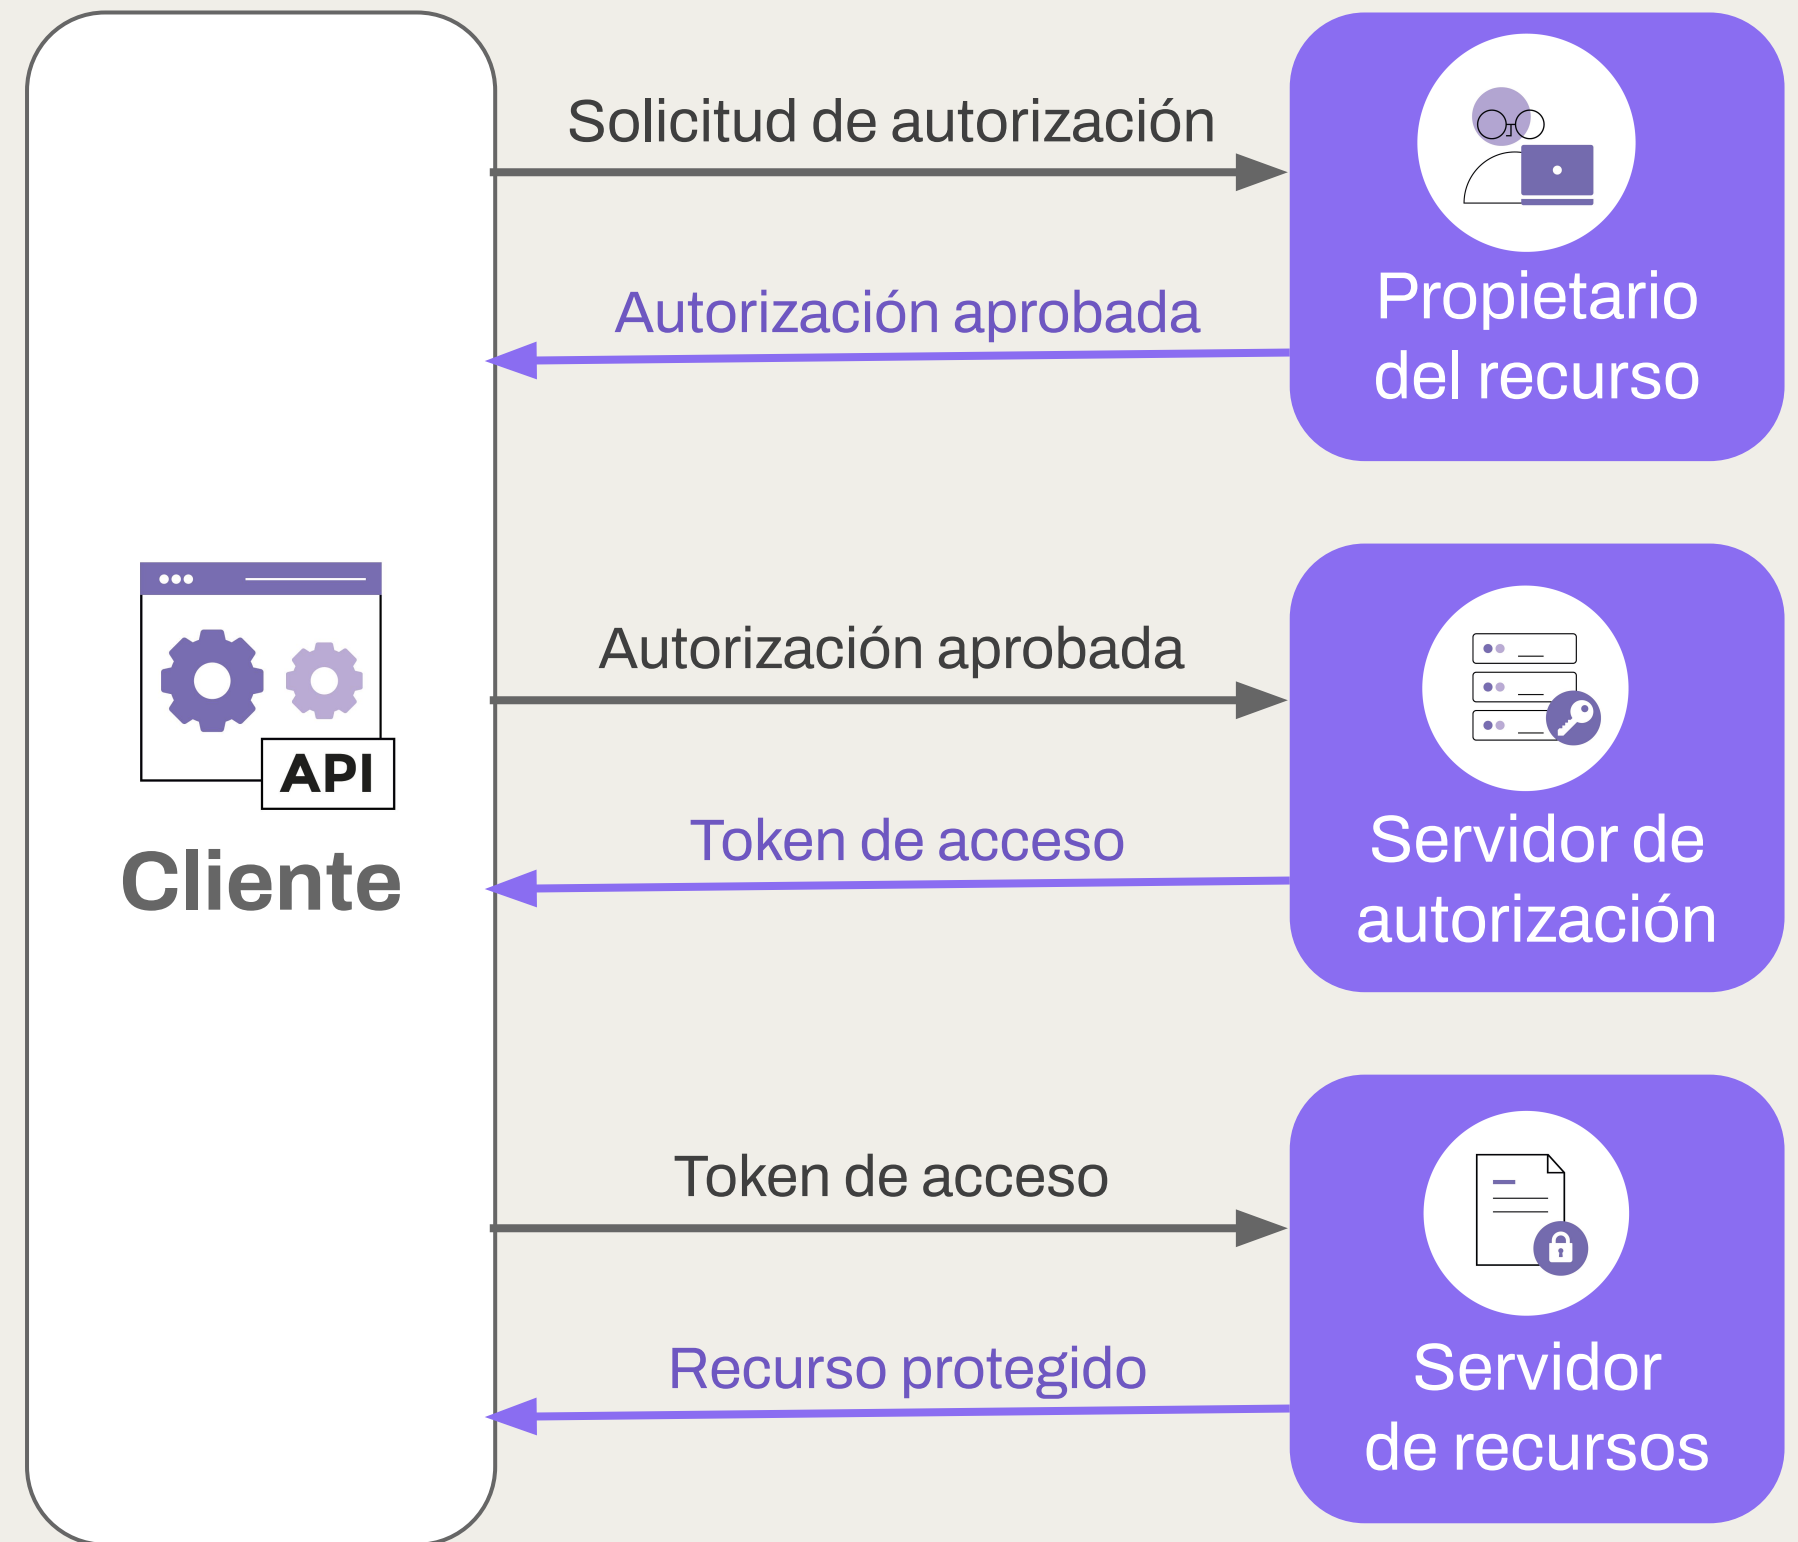 Solicitud de autorización
Autorización aprobada
Propietario
del recurso
API
Cliente
Autorización aprobada
Token de acceso
Servidor de
autorización
Token de acceso
Recurso protegido
Servidor
de recursos